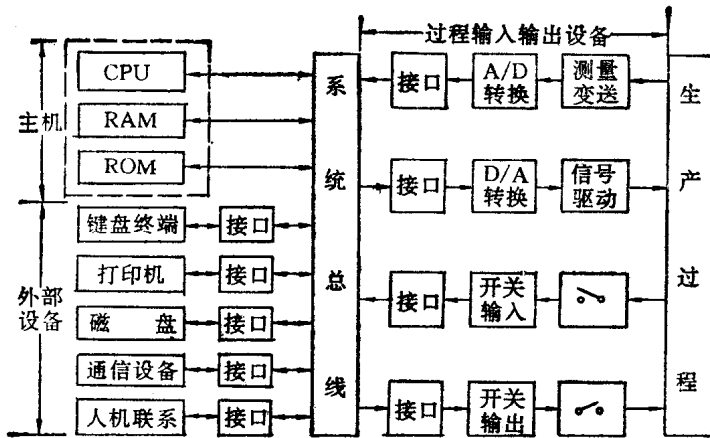 过程输入输出设备
主机
CPU
RAM
ROM
外部
设备
键盘终端
接口
打印机
接口
磁盘
接口
通信设备
接口
人机联系
接口
系统总线
接口
A/D
转换
测量
变送
接口
D/A
转换
信号
驱动
接口
开关
输入
接口
开关
输出
生产过程